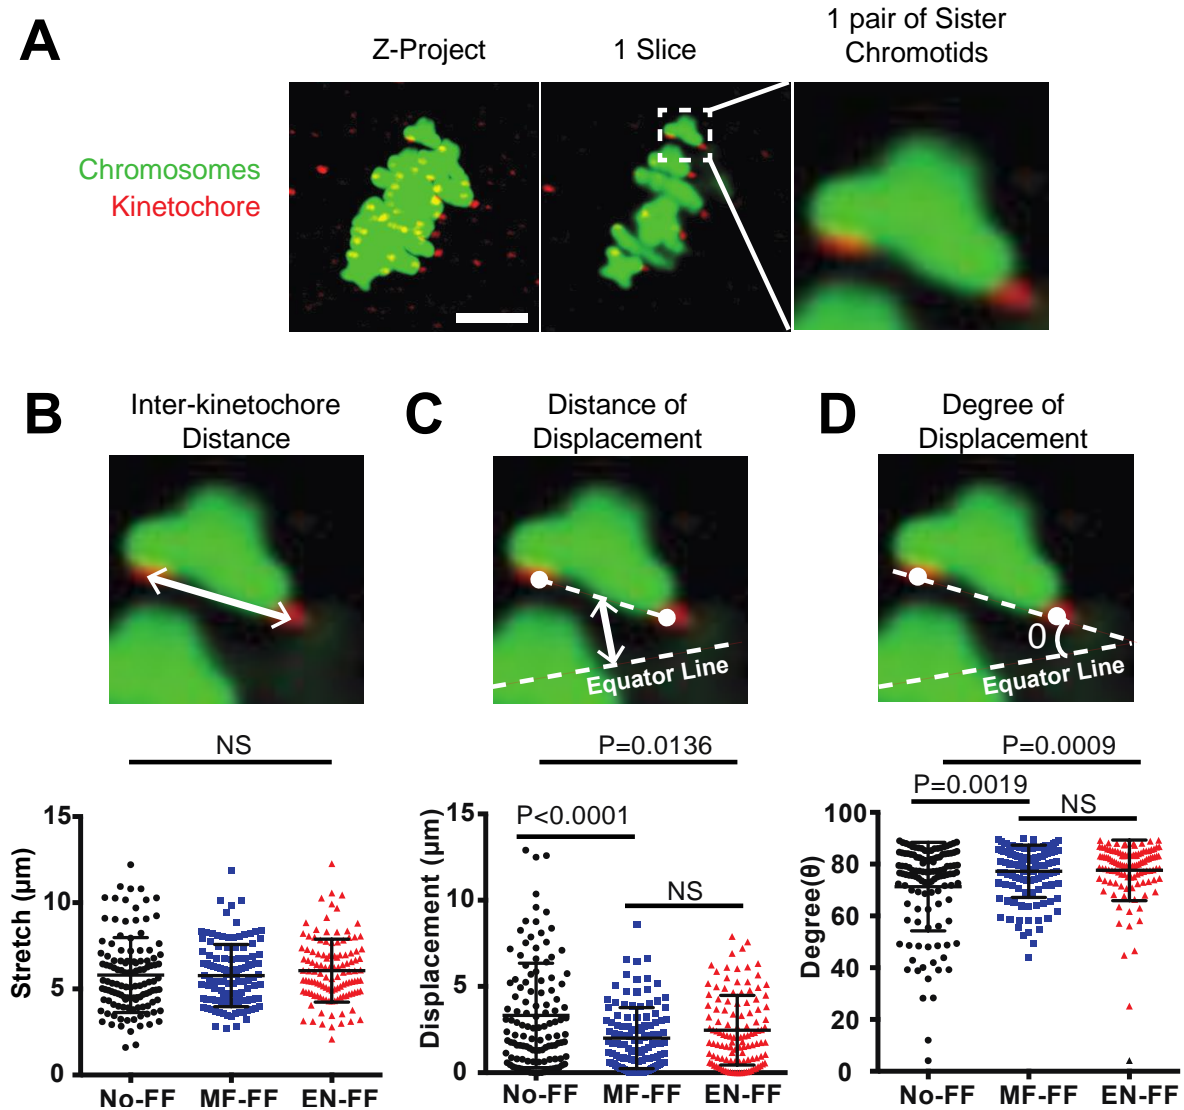 A
Z-Project
1 Slice
1 pair of Sister
Chromotids
Chromosomes
Kinetochore
B
Inter-kinetochore
Distance
C
Distance of
Displacement
D
Degree of
Displacement
Equator Line
0
Equator Line
NS
15
10
5
0
Stretch (µm)
No-FF
MF-FF
EN-FF
P=0.0136
P<0.0001
NS
15
10
5
0
Displacement (µm)
No-FF
MF-FF
EN-FF
P=0.0009
P=0.0019
NS
100
80
60
40
20
0
Degree(θ)
No-FF
MF-FF
EN-FF